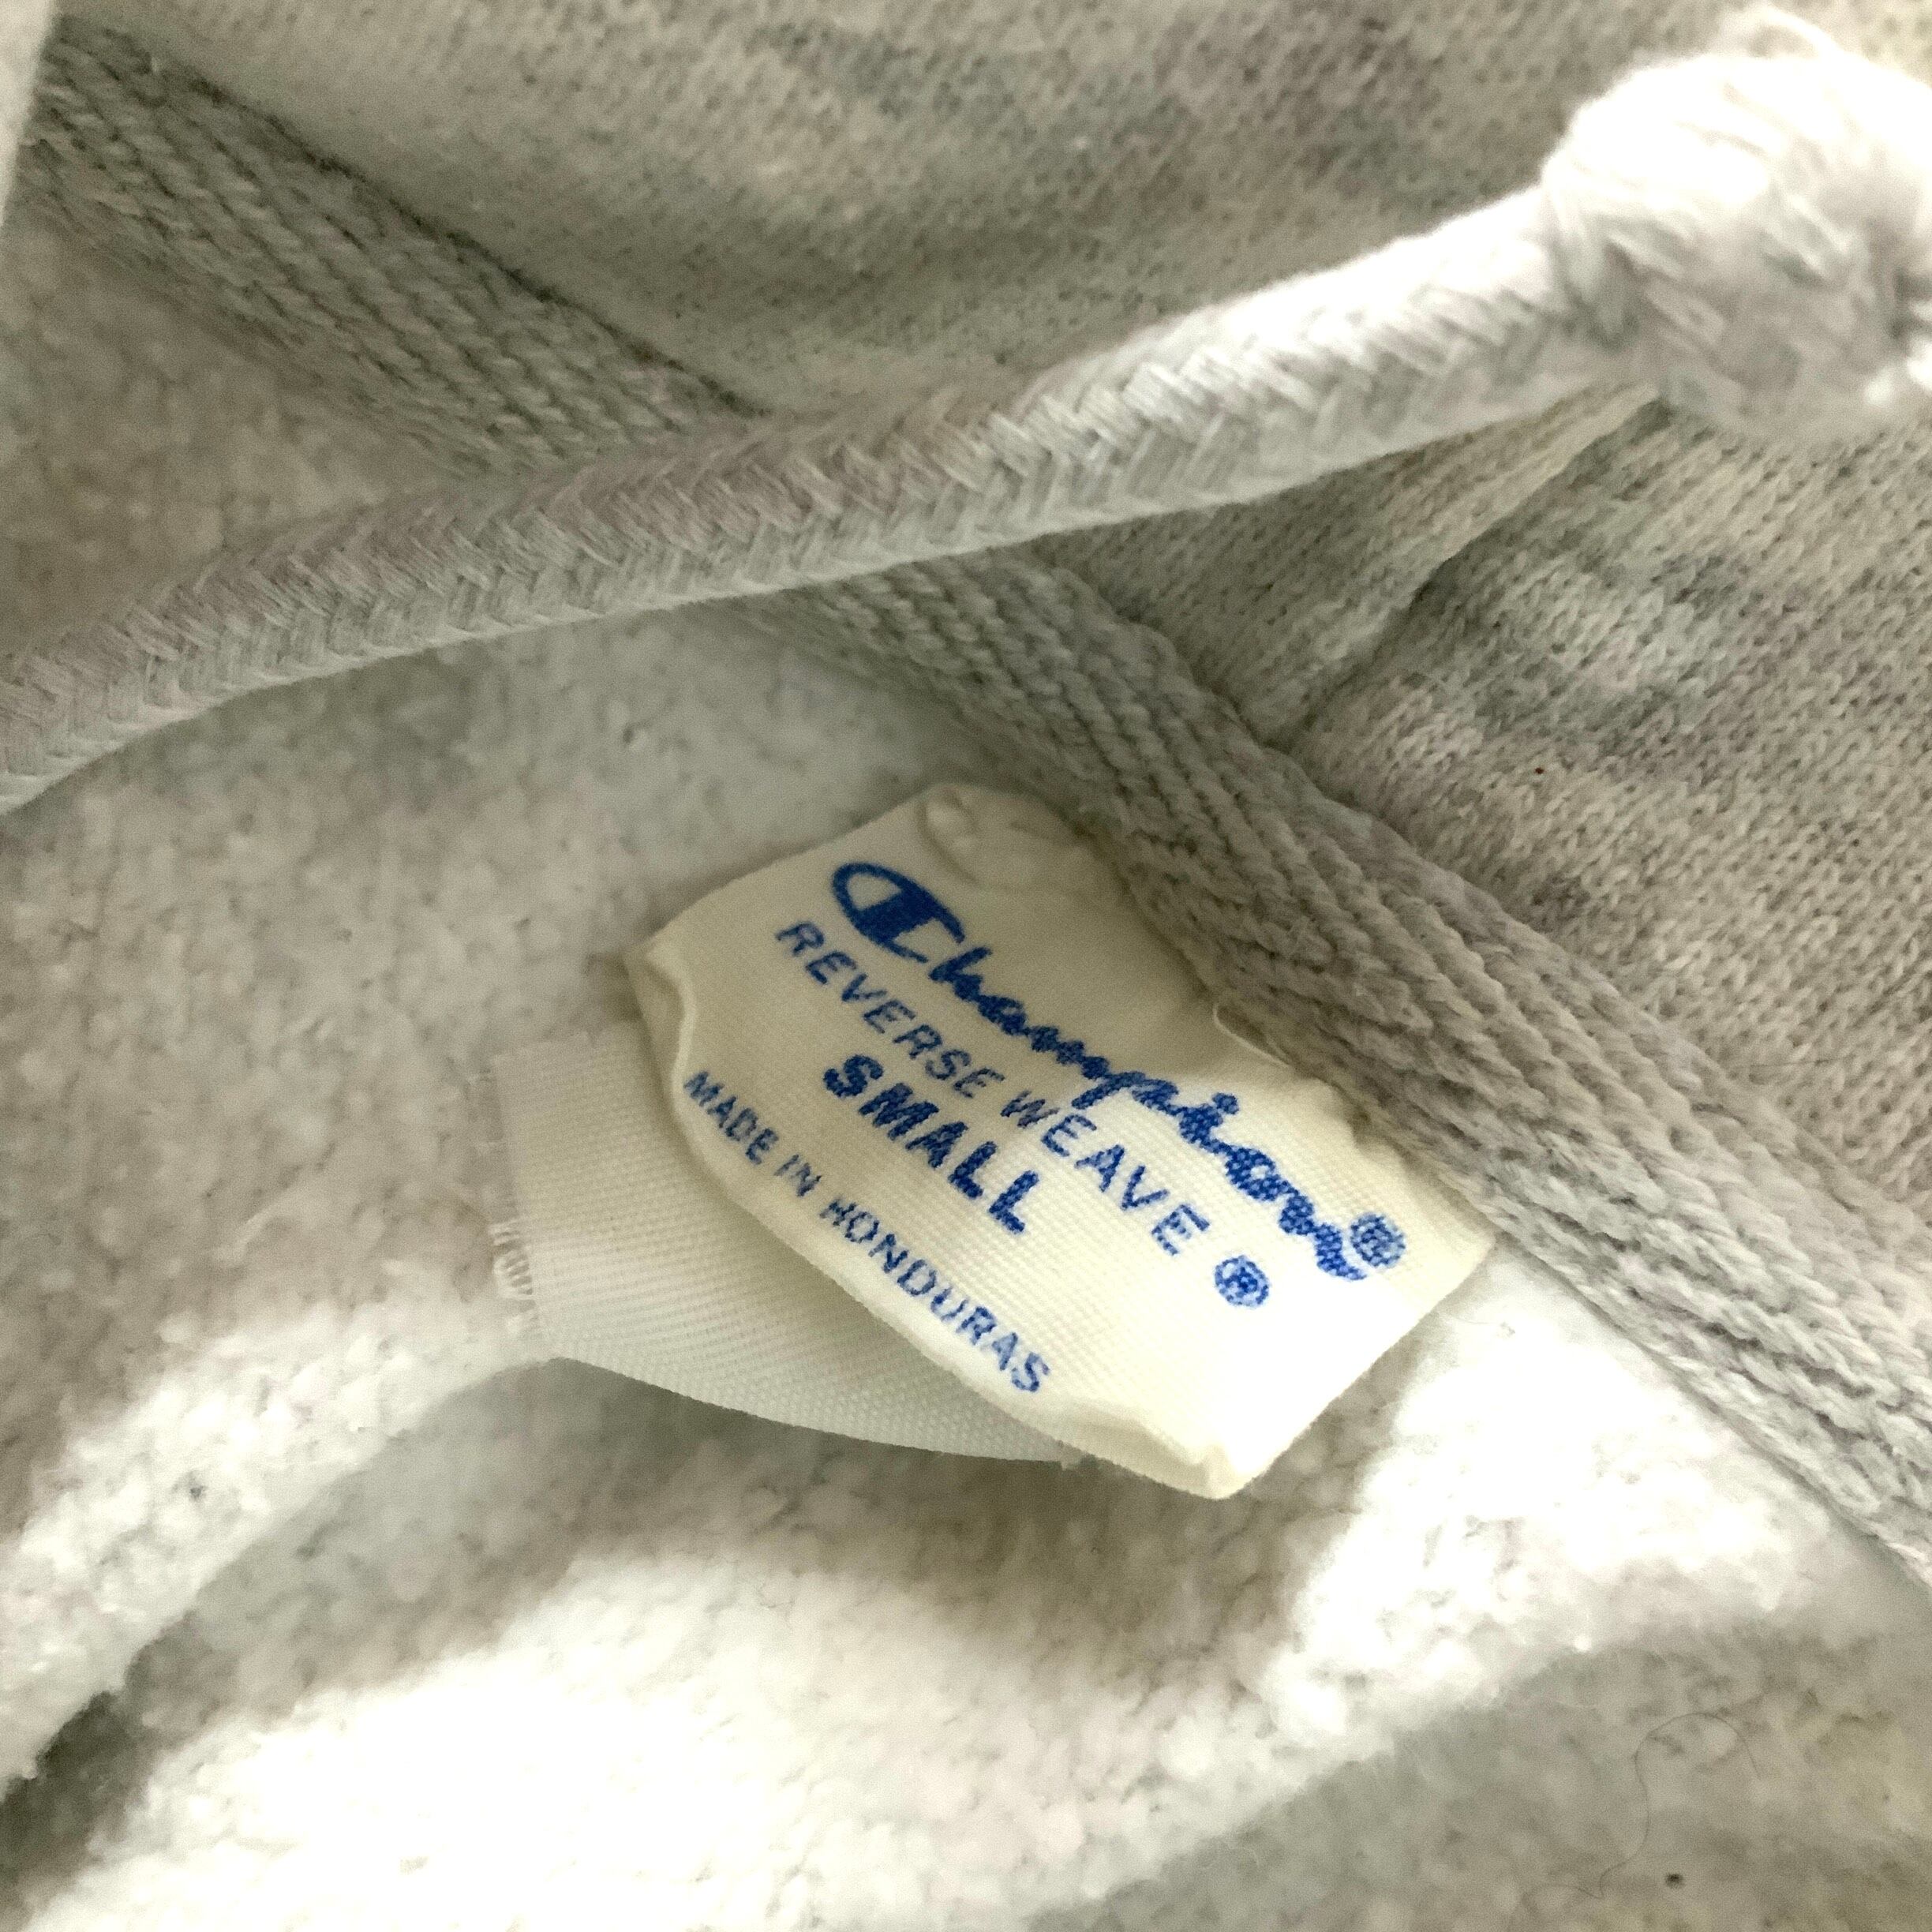 Champion®
REVERSE WEAVE ®
SMALL
MADE IN HONDURAS